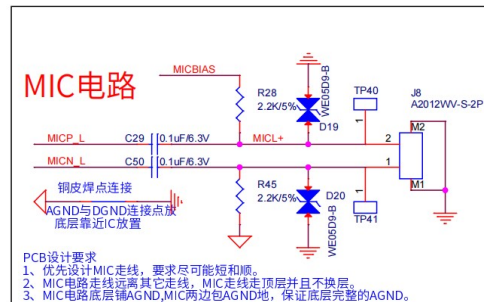 MICBIAS
MIC电路
R28
2.2K/5%
WE05D9-B
D19
TP40
1
J8
A2012WV-S-2P
M2
MICP_L
C29
0.1uF/6.3V
MICL+
2
MICN_L
C50
0.1uF/6.3V
1
M1
铜皮焊点连接
AGND与DGND连接点放
底层靠近IC放置
R45
2.2K/5%
D20
WE05D9-B
1
TP41
PCB设计要求
1、优先设计MIC走线，要求尽可能短和顺。
2、MIC电路走线远离其它走线，MIC走线走顶层并且不换层。
3、MIC电路底层铺AGND,MIC两边包AGND地，保证底层完整的AGND。